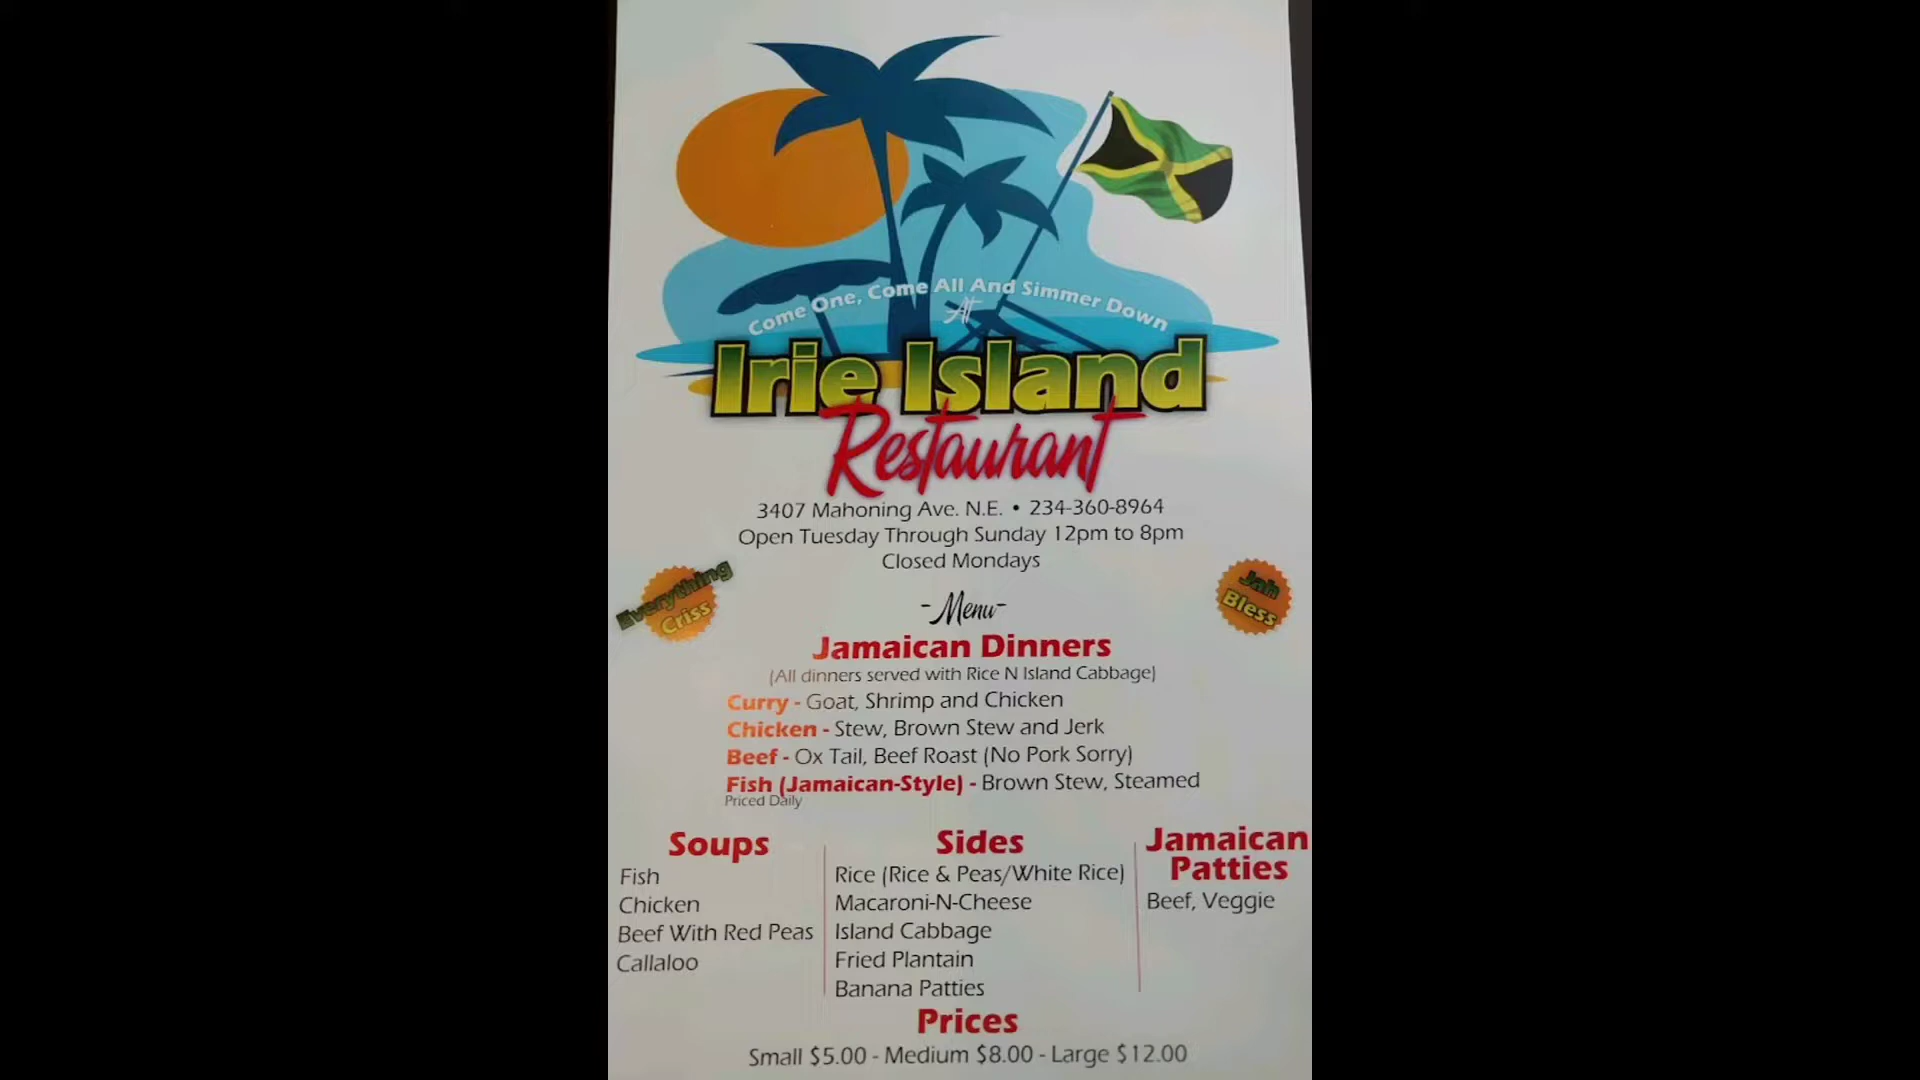 Come One, Come All And Simmer Down
At
Irie Island
Restaurant
3407 Mahoning Ave. N.E. • 234-360-8964
Open Tuesday Through Sunday 12pm to 8pm
Closed Mondays
Everything
Criss
Jah
Bless
-Menu-
Jamaican Dinners
(All dinners served with Rice N Island Cabbage)
Curry - Goat, Shrimp and Chicken
Chicken - Stew, Brown Stew and Jerk
Beef - Ox Tail, Beef Roast (No Pork Sorry)
Fish (Jamaican-Style) - Brown Stew, Steamed
Priced Daily
Soups
Fish
Chicken
Beef With Red Peas
Callaloo
Sides
Rice (Rice & Peas/White Rice)
Macaroni-N-Cheese
Island Cabbage
Fried Plantain
Banana Patties
Jamaican
Patties
Beef, Veggie
Prices
Small $5.00 - Medium $8.00 - Large $12.00